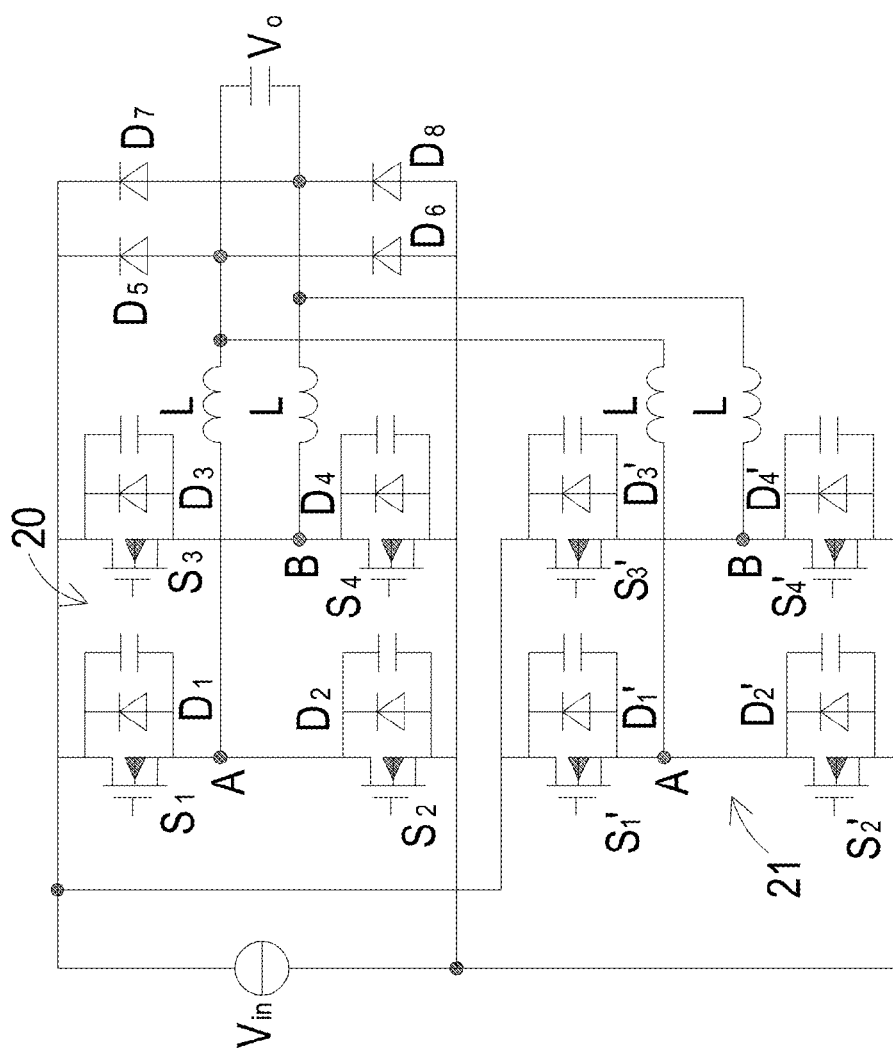 20
D₇
D₅
Vₒ
D₈
D₆
L
L
D₁
S₁
D₃
S₃
A
B
D₂
S₂
D₄
S₄
Vᵢₙ
L
L
D₁'
S₁'
D₃'
S₃'
A
B
D₂'
S₂'
D₄'
S₄'
21